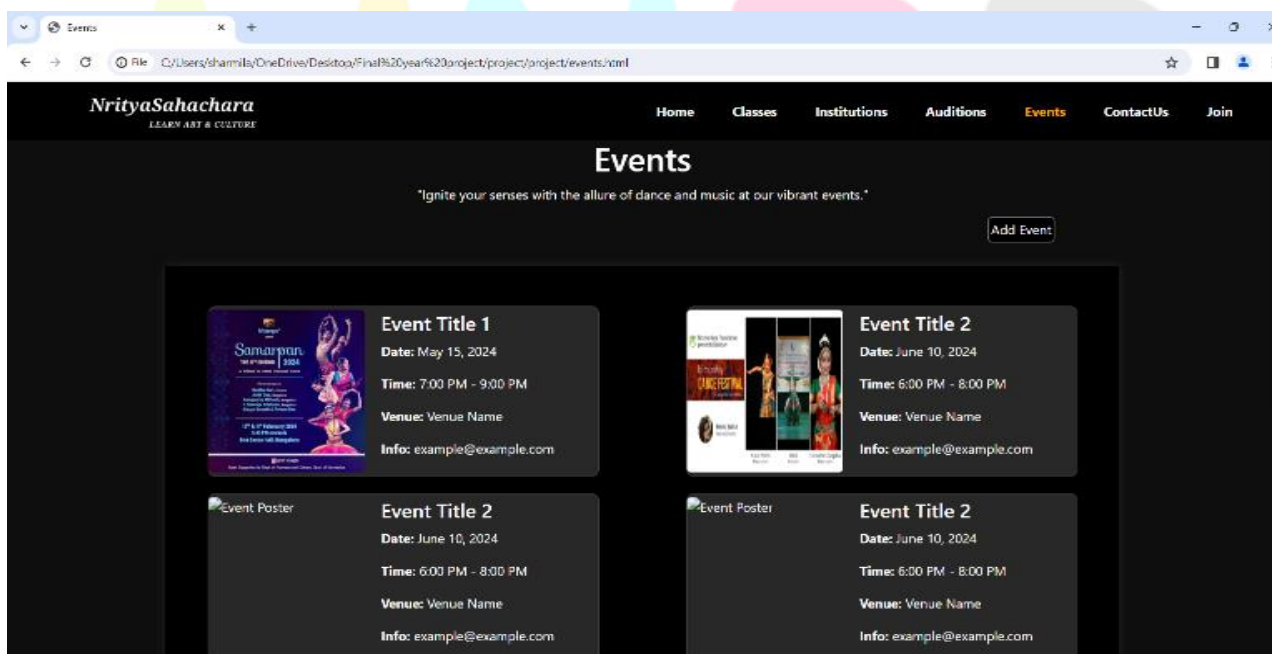 Events
File C:/Users/sharmila/OneDrive/Desktop/Final%20year%20project/project/project/events.html
NrityaSahachara
LEARN ART & CULTURE
Home Classes Institutions Auditions Events ContactUs Join
Events
"Ignite your senses with the allure of dance and music at our vibrant events."
Add Event
Samarpan
2024
Event Title 1
Date: May 15, 2024
Time: 7:00 PM - 9:00 PM
Venue: Venue Name
Info: example@example.com
DANCE FESTIVAL
Event Title 2
Date: June 10, 2024
Time: 6:00 PM - 8:00 PM
Venue: Venue Name
Info: example@example.com
Event Poster
Event Title 2
Date: June 10, 2024
Time: 6:00 PM - 8:00 PM
Venue: Venue Name
Info: example@example.com
Event Poster
Event Title 2
Date: June 10, 2024
Time: 6:00 PM - 8:00 PM
Venue: Venue Name
Info: example@example.com